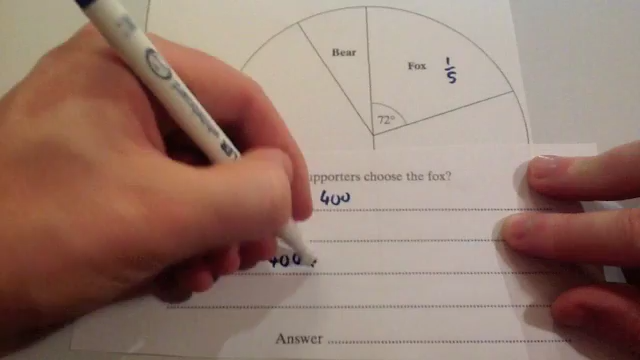 Bear
Fox 1/5
72°
upporters choose the fox?
400
400
Answer